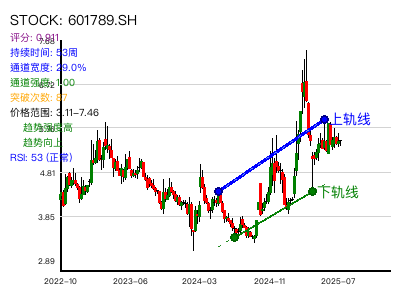 STOCK: 601789.SH
评分: 0.911
持续时间: 53周
通道宽度: 29.0%
通道强度: 1.00
突破次数: 87
价格范围: 3.11~7.46
趋势强度高
趋势向上
RSI: 53 (正常)
上轨线
下轨线
4.81
3.85
2.89
2022-10
2023-06
2024-03
2024-11
2025-07